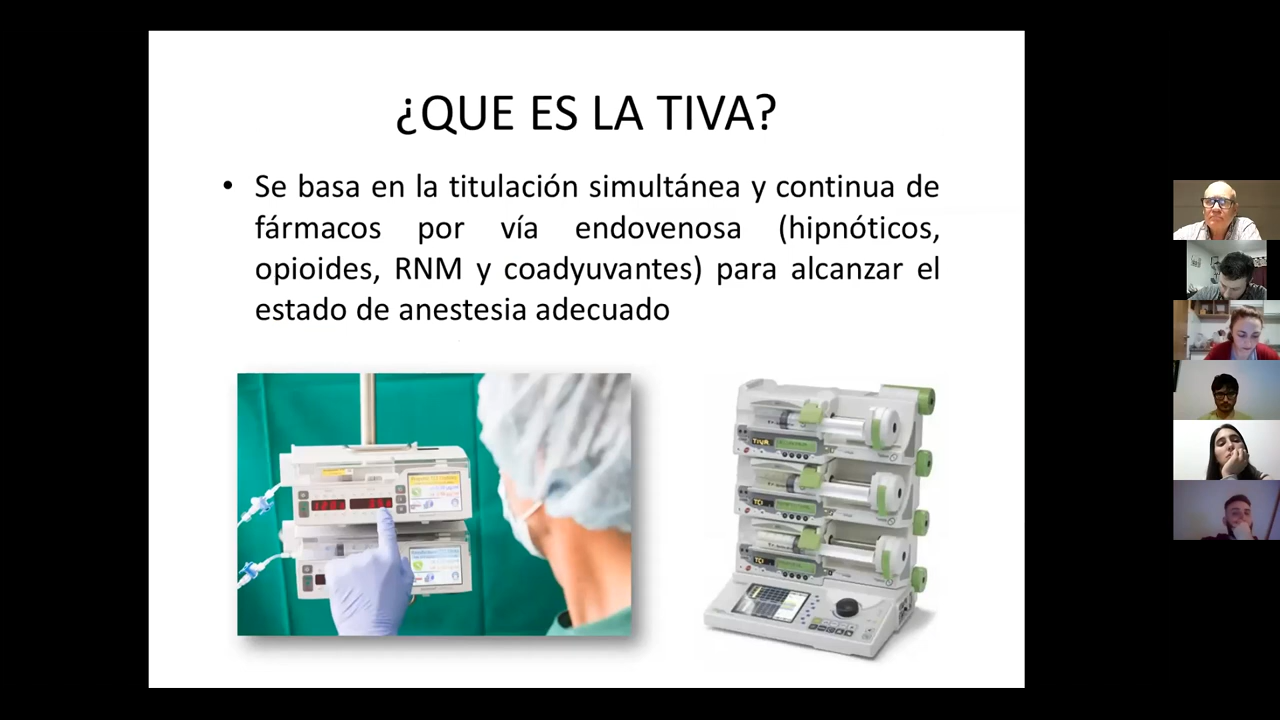 ¿QUE ES LA TIVA?
• Se basa en la titulación simultánea y continua de
fármacos por vía endovenosa (hipnóticos,
opioides, RNM y coadyuvantes) para alcanzar el
estado de anestesia adecuado